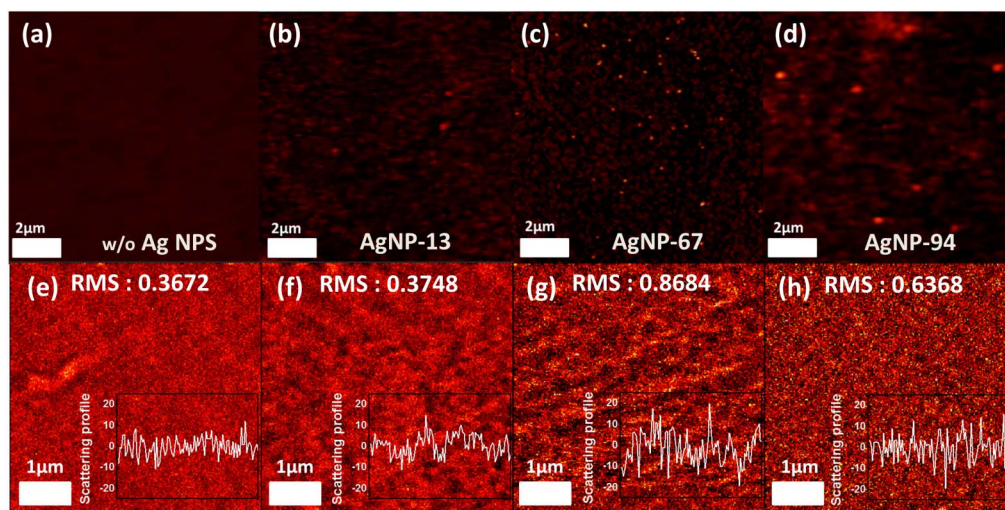 (a) (b) (c) (d)
2μm 2μm 2μm 2μm
w/o Ag NPS AgNP-13 AgNP-67 AgNP-94
(e) RMS : 0.3672 (f) RMS : 0.3748 (g) RMS : 0.8684 (h) RMS : 0.6368
Scattering profile Scattering profile Scattering profile Scattering profile
20 20 20 20
10 10 10 10
0 0 0 0
-10 -10 -10 -10
-20 -20 -20 -20
1μm 1μm 1μm 1μm